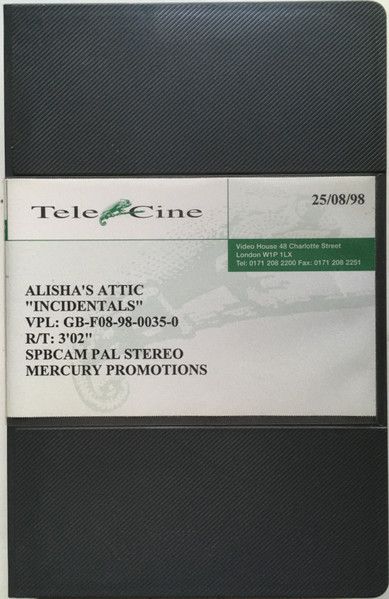 Tele Cine
25/08/98
Video House 48 Charlotte Street
London W1P 1LX
Tel: 0171 208 2200 Fax: 0171 208 2251
ALISHA'S ATTIC
"INCIDENTALS"
VPL: GB-F08-98-0035-0
R/T: 3'02"
SPBCAM PAL STEREO
MERCURY PROMOTIONS